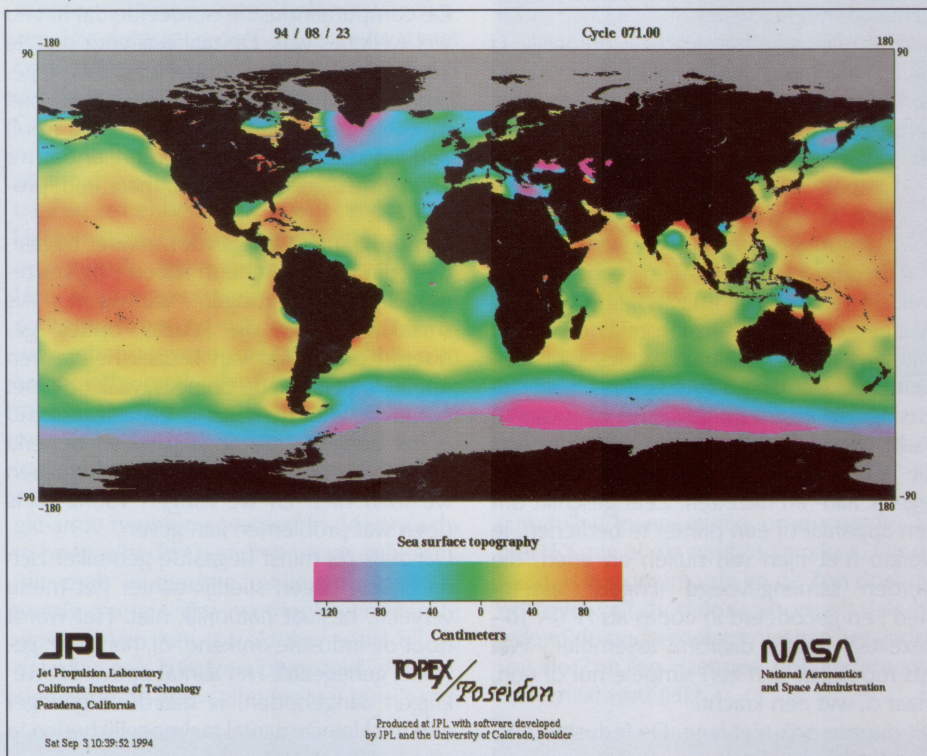 94 / 08 / 23 Cycle 071.00
-180 180
90 90
-90 -90
-180 180
Sea surface topography
-120 -80 -40 0 40 80 120
Centimeters
JPL
Jet Propulsion Laboratory
California Institute of Technology
Pasadena, California
TOPEX/Poseidon
NASA
National Aeronautics
and Space Administration
Produced at JPL with software developed
by JPL and the University of Colorado, Boulder
Sat Sep 3 10:39:52 1994